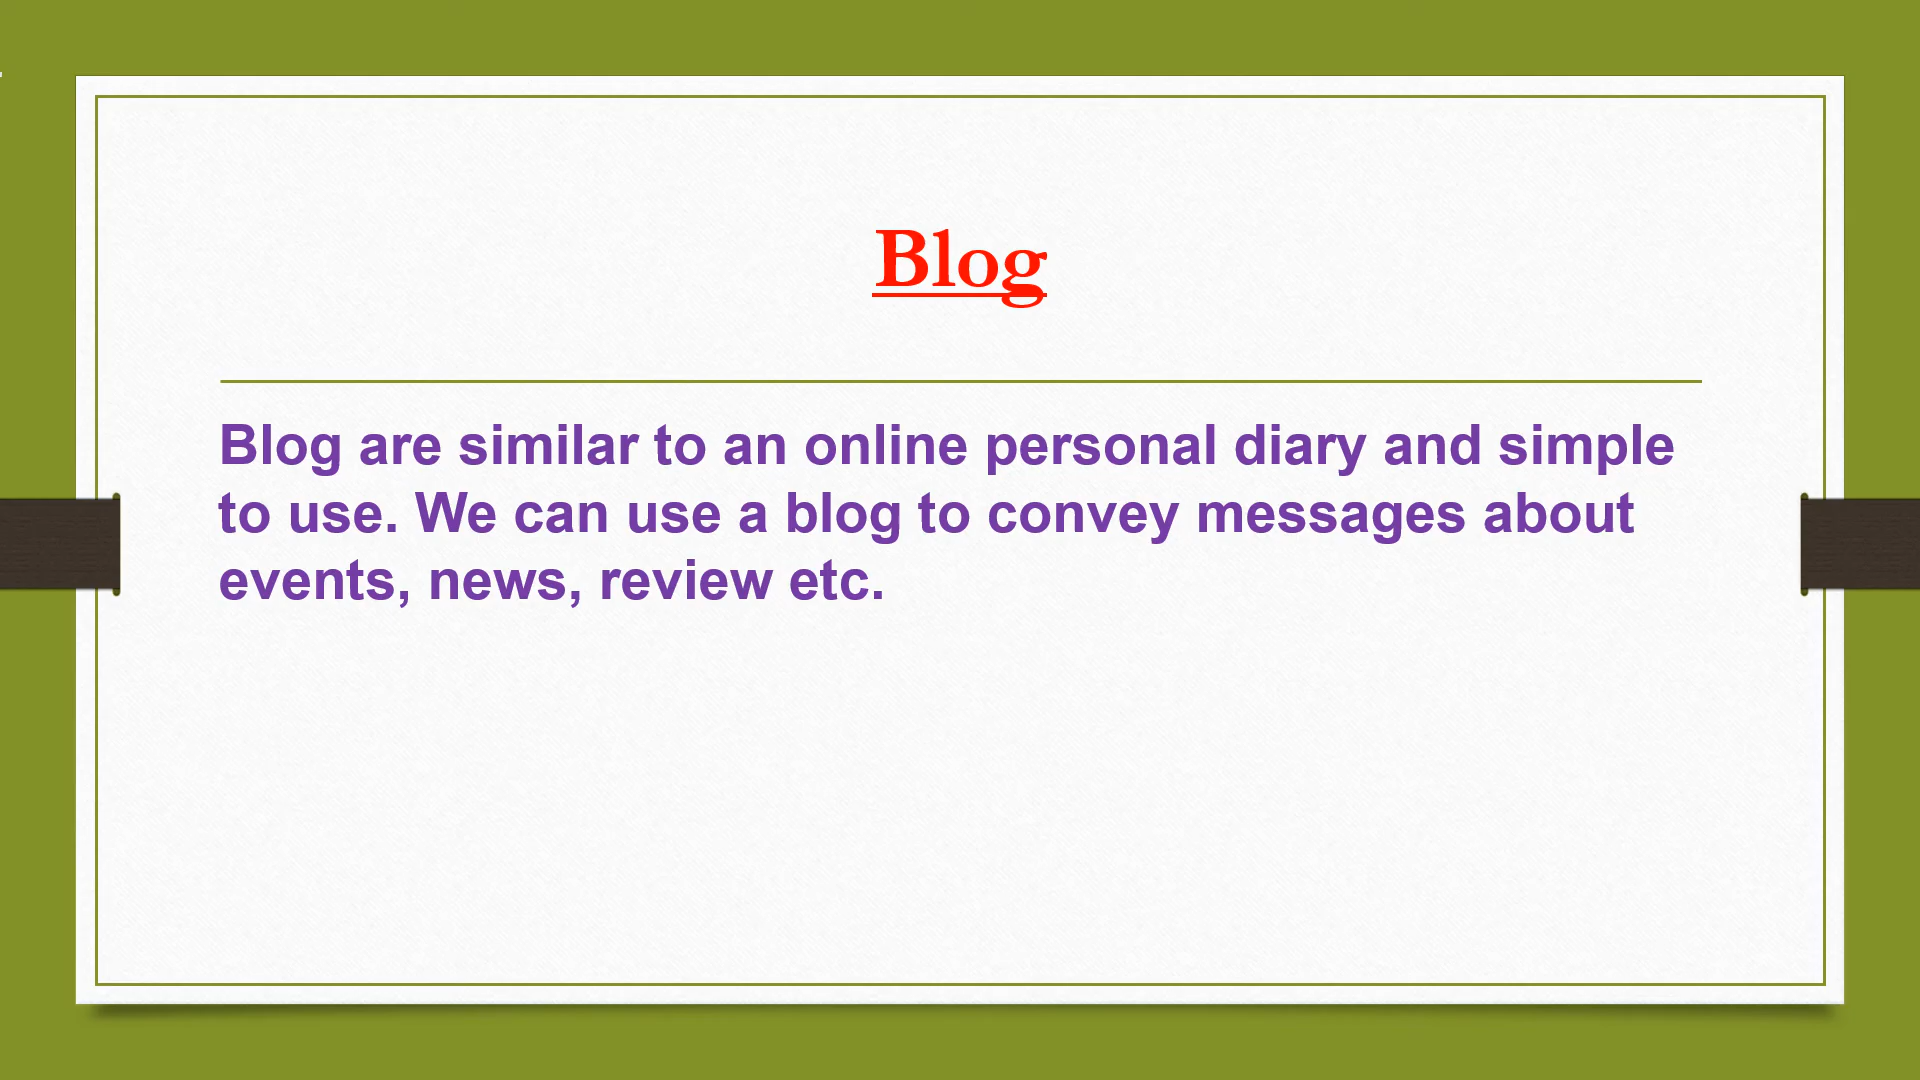 Blog
Blog are similar to an online personal diary and simple
to use. We can use a blog to convey messages about
events, news, review etc.